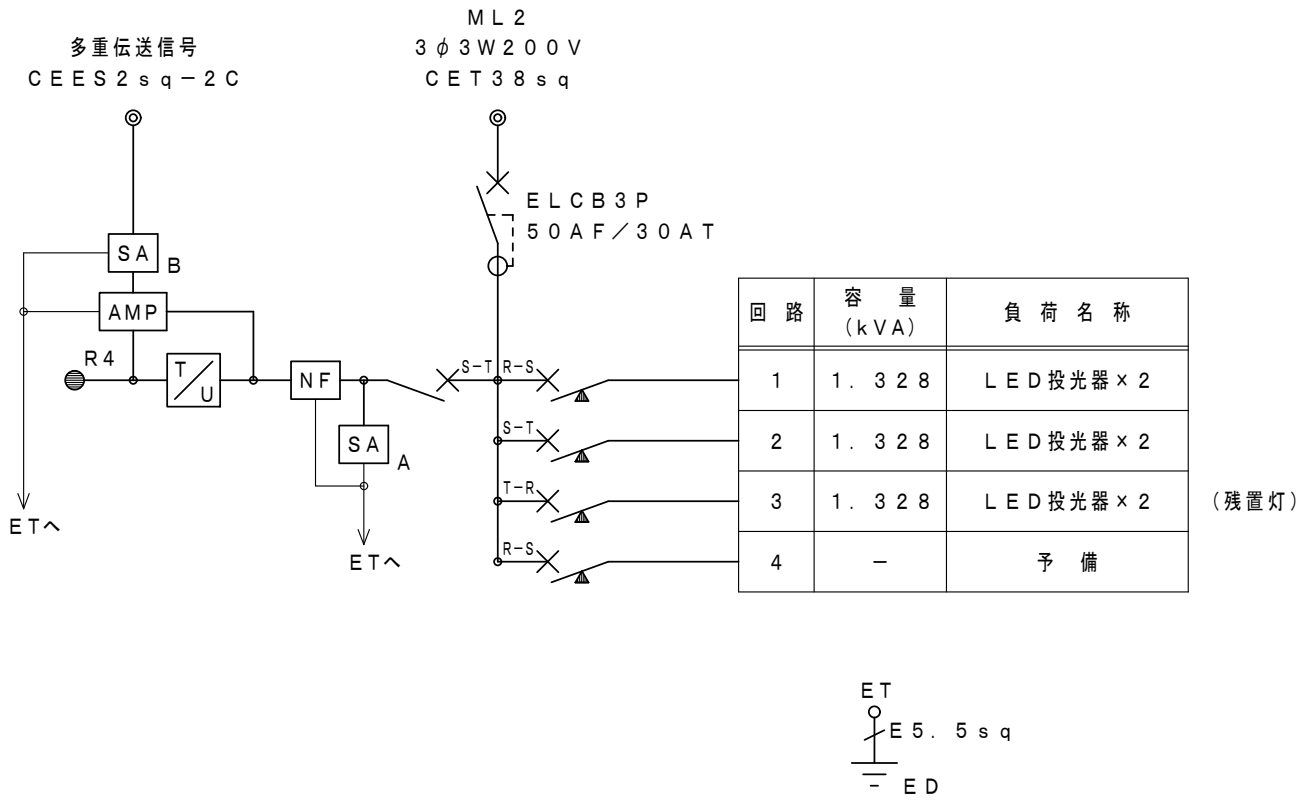 多重伝送信号
CEES2sq－2C
ML2
3φ3W200V
CET38sq
ELCB3P
50AF／30AT
SA
B
AMP
R4
T／U
NF
SA
A
ETへ
ETへ
S－T
R－S
S－T
T－R
R－S
回路 容量（kVA） 負荷名称
1 1．328 LED投光器×2
2 1．328 LED投光器×2
3 1．328 LED投光器×2 （残置灯）
4 － 予備
ET
E5．5sq
ED